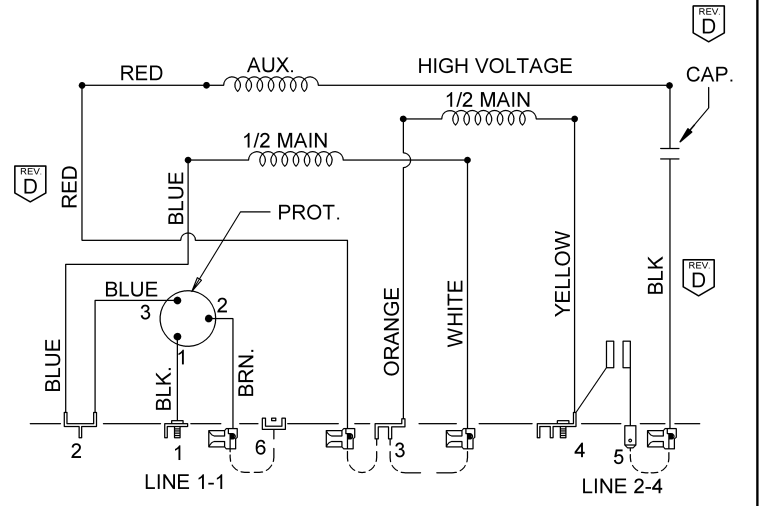 REV.
D
RED
AUX.
HIGH VOLTAGE
CAP.
1/2 MAIN
1/2 MAIN
REV.
D
RED
BLUE
PROT.
REV.
D
BLUE
3
2
1
BLUE
BLK.
BRN.
ORANGE
WHITE
YELLOW
BLK
2
1
6
3
4
5
LINE 1-1
LINE 2-4